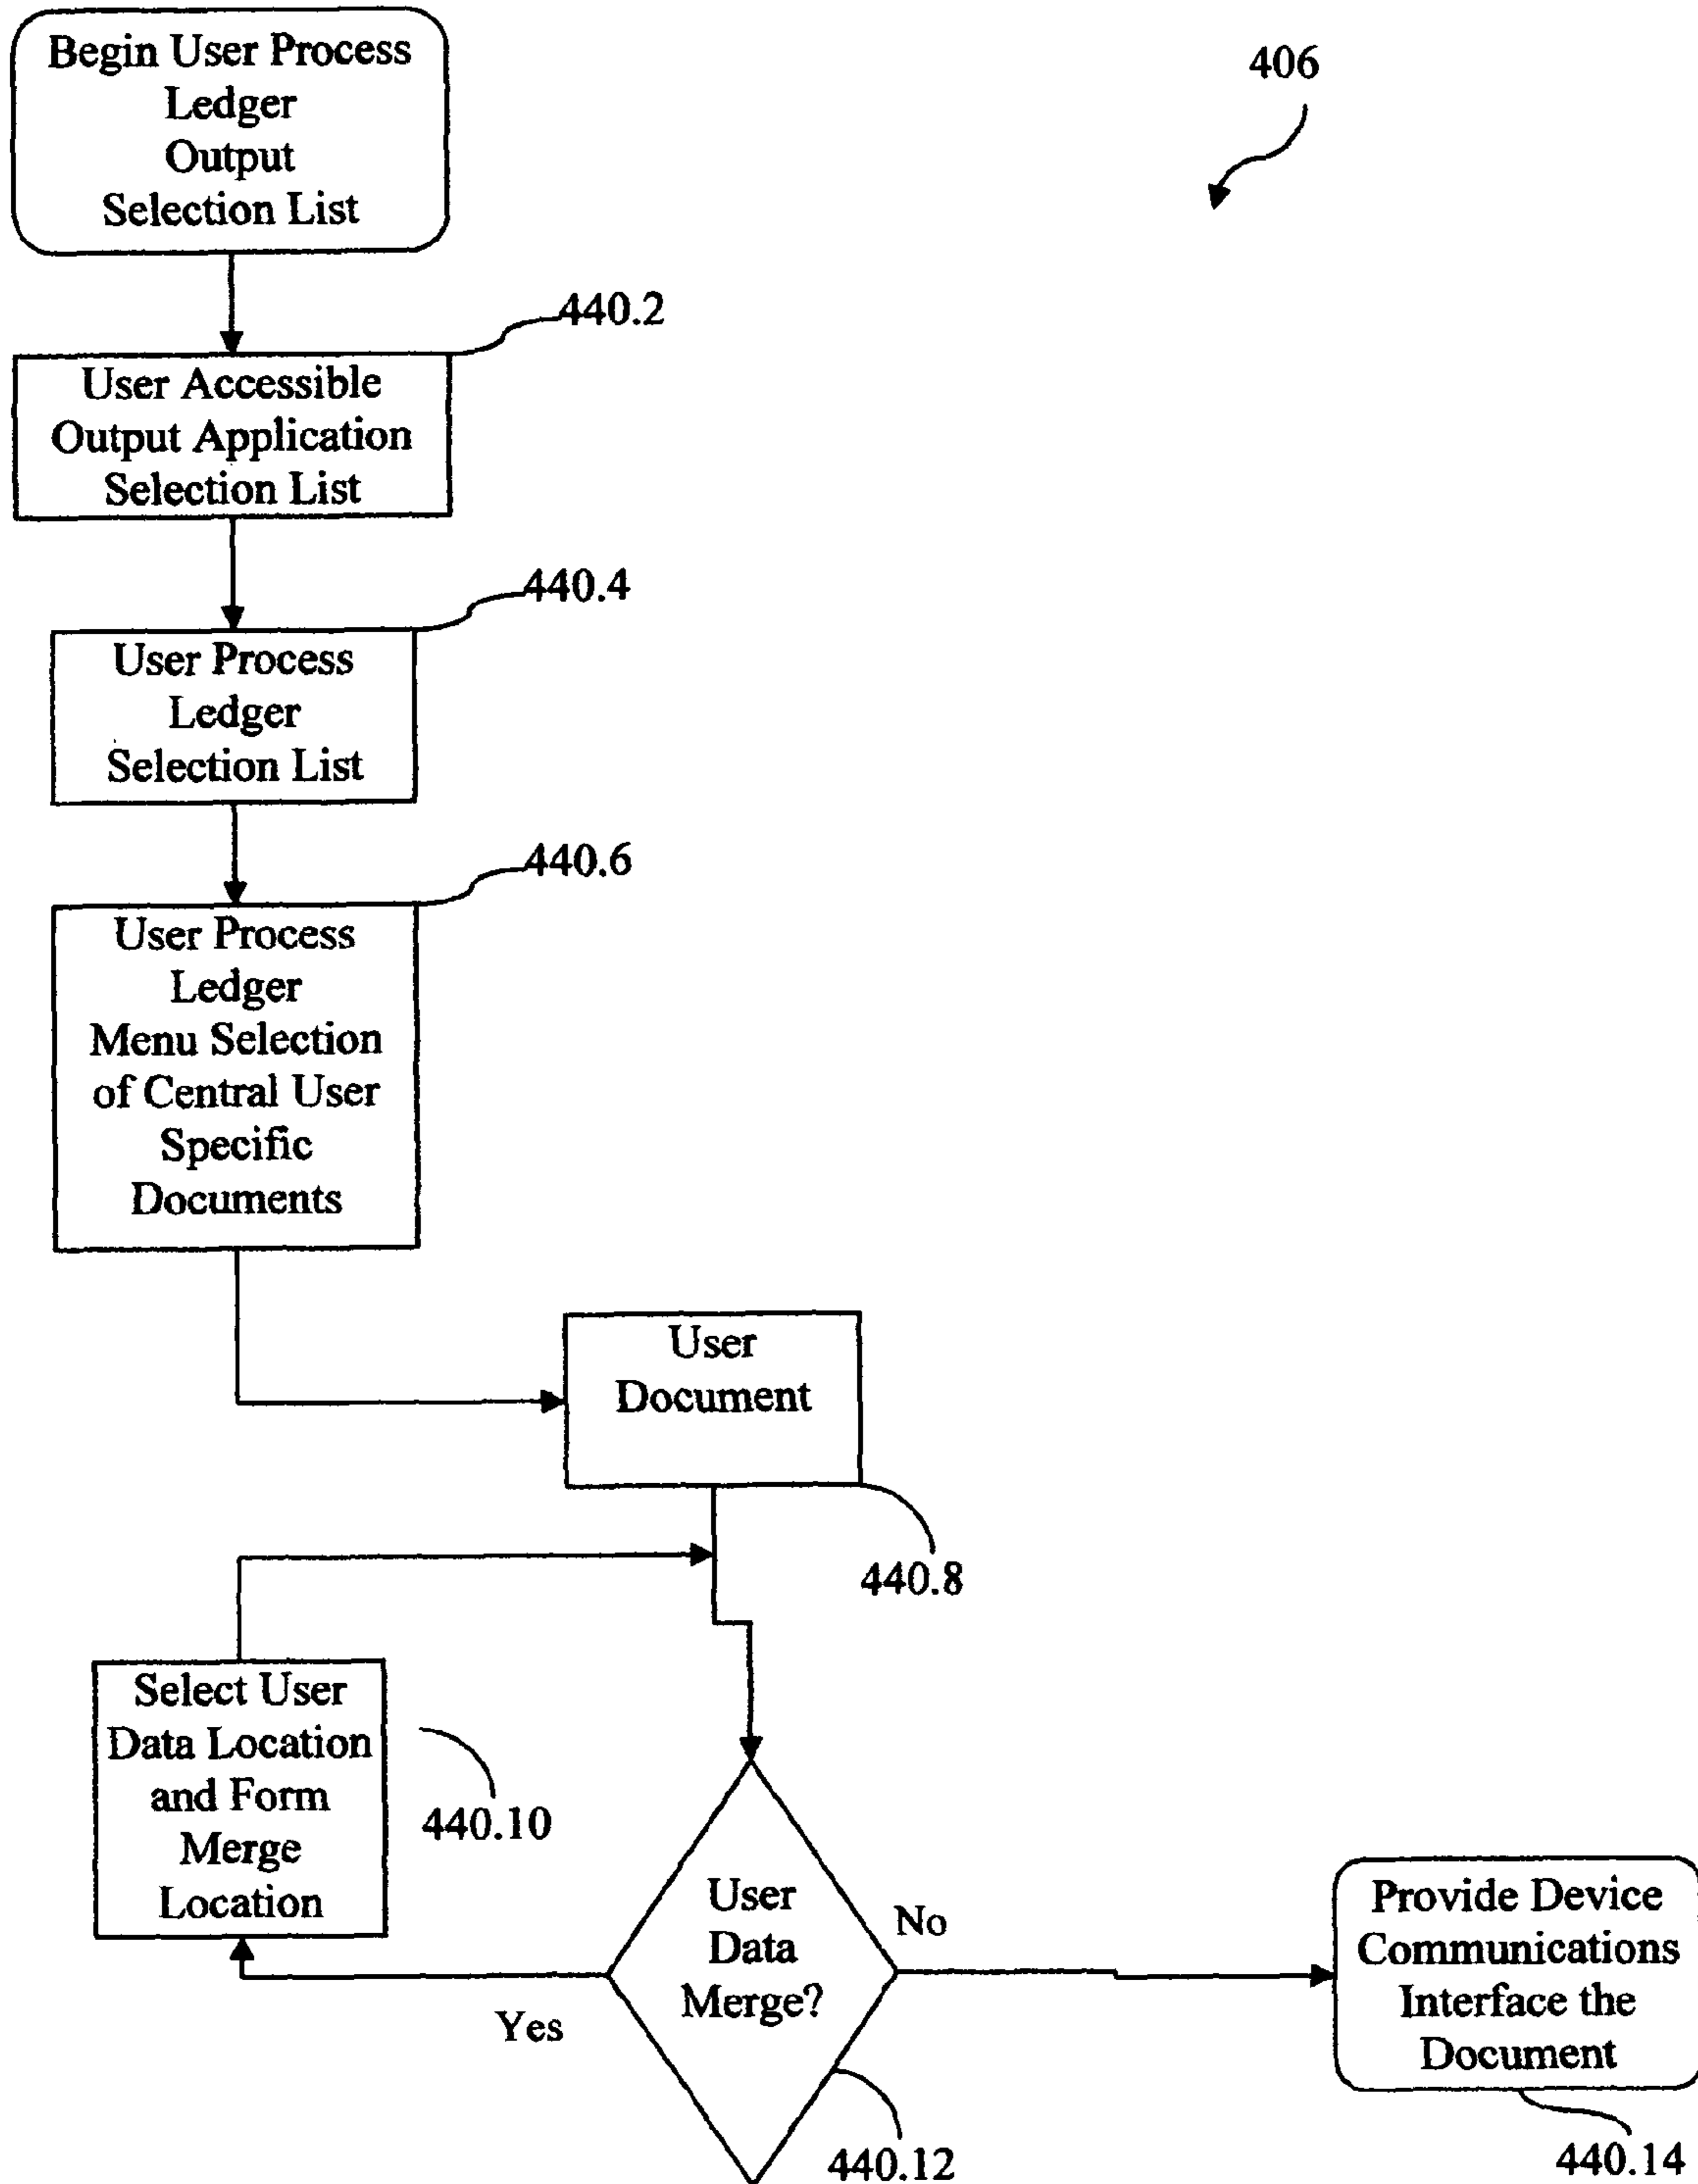 Begin User Process
Ledger
Output
Selection List
406
440.2
User Accessible
Output Application
Selection List
440.4
User Process
Ledger
Selection List
440.6
User Process
Ledger
Menu Selection
of Central User
Specific
Documents
User
Document
440.8
Select User
Data Location
and Form
Merge
Location
440.10
User
Data
Merge?
Yes
No
440.12
Provide Device
Communications
Interface the
Document
440.14